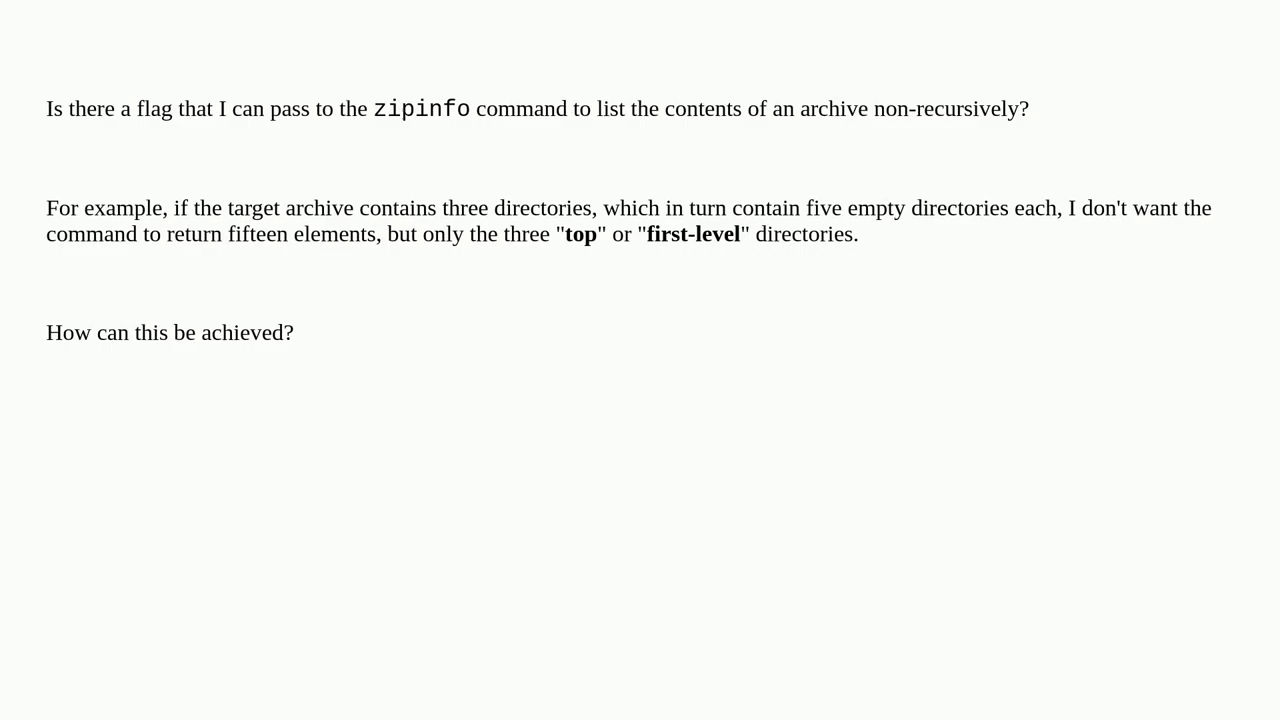 Is there a flag that I can pass to the zipinfo command to list the contents of an archive non-recursively?
For example, if the target archive contains three directories, which in turn contain five empty directories each, I don't want the
command to return fifteen elements, but only the three "top" or "first-level" directories.
How can this be achieved?